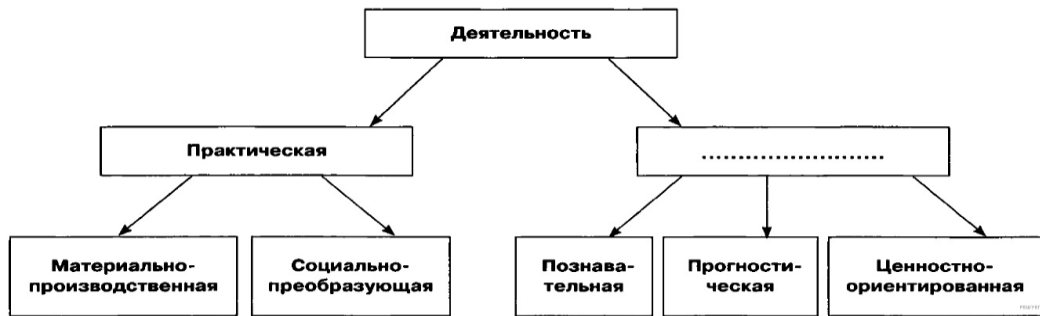 Деятельность
Практическая
..........................
Материально-
производственная
Социально-
преобразующая
Познава-
тельная
Прогности-
ческая
Ценностно-
ориентированная